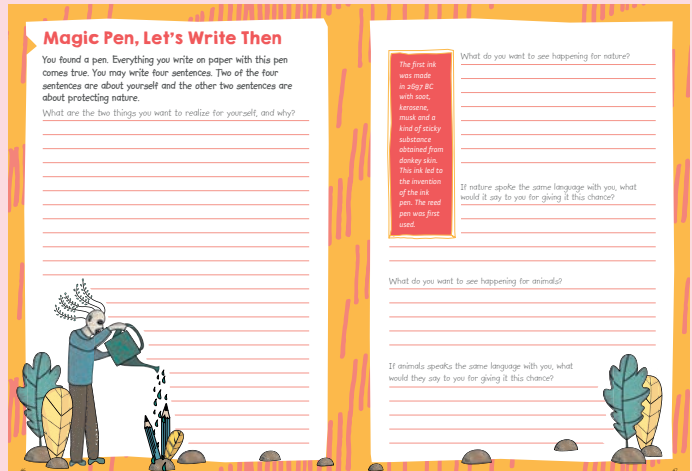 Magic Pen, Let's Write Then
You found a pen. Everything you write on paper with this pen
comes true. You may write four sentences. Two of the four
sentences are about yourself and the other two sentences are
about protecting nature.
What are the two things you want to realize for yourself, and why?
The first ink
was made
in 2697 BC
with soot,
kerosene,
musk and a
kind of sticky
substance
obtained from
donkey skin.
This ink led to
the invention
of the ink
pen. The reed
pen was first
used.
What do you want to see happening for nature?
If nature spoke the same language with you, what
would it say to you for giving it this chance?
What do you want to see happening for animals?
If animals speaks the same language with you, what
would they say to you for giving it this chance?